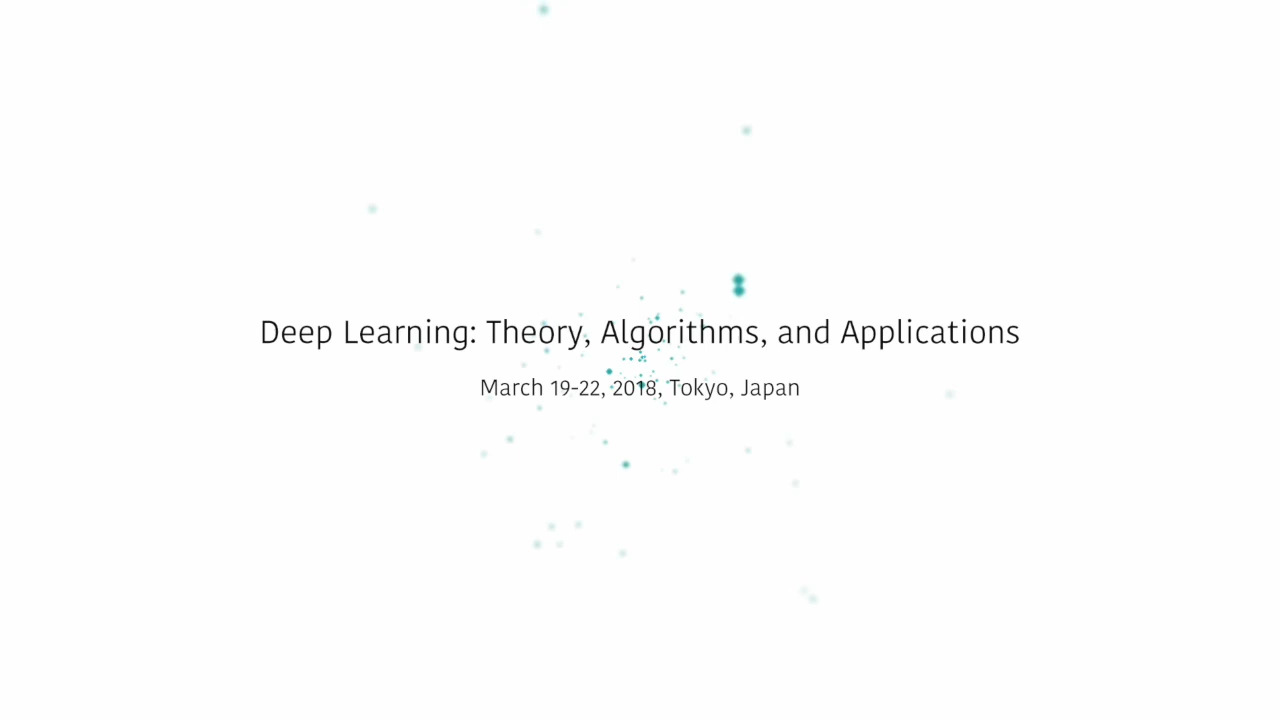 Deep Learning: Theory, Algorithms, and Applications
March 19-22, 2018, Tokyo, Japan